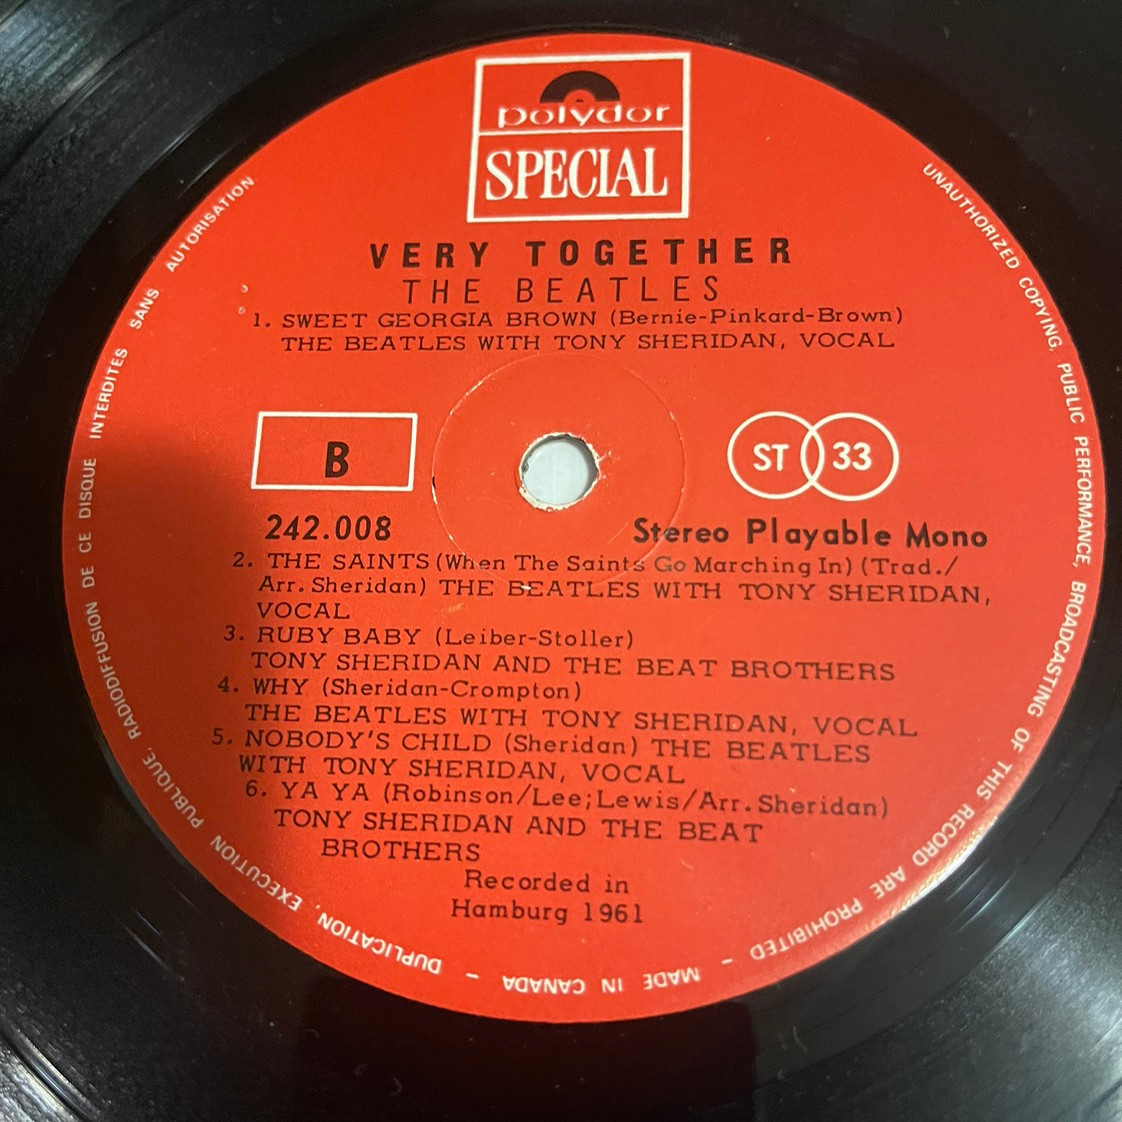 polydor
SPECIAL
VERY TOGETHER
THE BEATLES
1. SWEET GEORGIA BROWN (Bernie-Pinkard-Brown)
THE BEATLES WITH TONY SHERIDAN, VOCAL
B
ST 33
242.008
Stereo Playable Mono
2. THE SAINTS (When The Saints Go Marching In) (Trad./
Arr. Sheridan) THE BEATLES WITH TONY SHERIDAN,
VOCAL
3. RUBY BABY (Leiber-Stoller)
TONY SHERIDAN AND THE BEAT BROTHERS
4. WHY (Sheridan-Crompton)
THE BEATLES WITH TONY SHERIDAN, VOCAL
5. NOBODY'S CHILD (Sheridan) THE BEATLES
WITH TONY SHERIDAN, VOCAL
6. YA YA (Robinson/Lee;Lewis/Arr. Sheridan)
TONY SHERIDAN AND THE BEAT
BROTHERS
Recorded in
Hamburg 1961
UNAUTHORIZED COPYING, PUBLIC PERFORMANCE, BROADCASTING OF THIS RECORD ARE PROHIBITED - MADE IN CANADA - DUPLICATION, EXECUTION PUBLIQUE, RADIODIFFUSION DE CE DISQUE INTERDITES SANS AUTORISATION